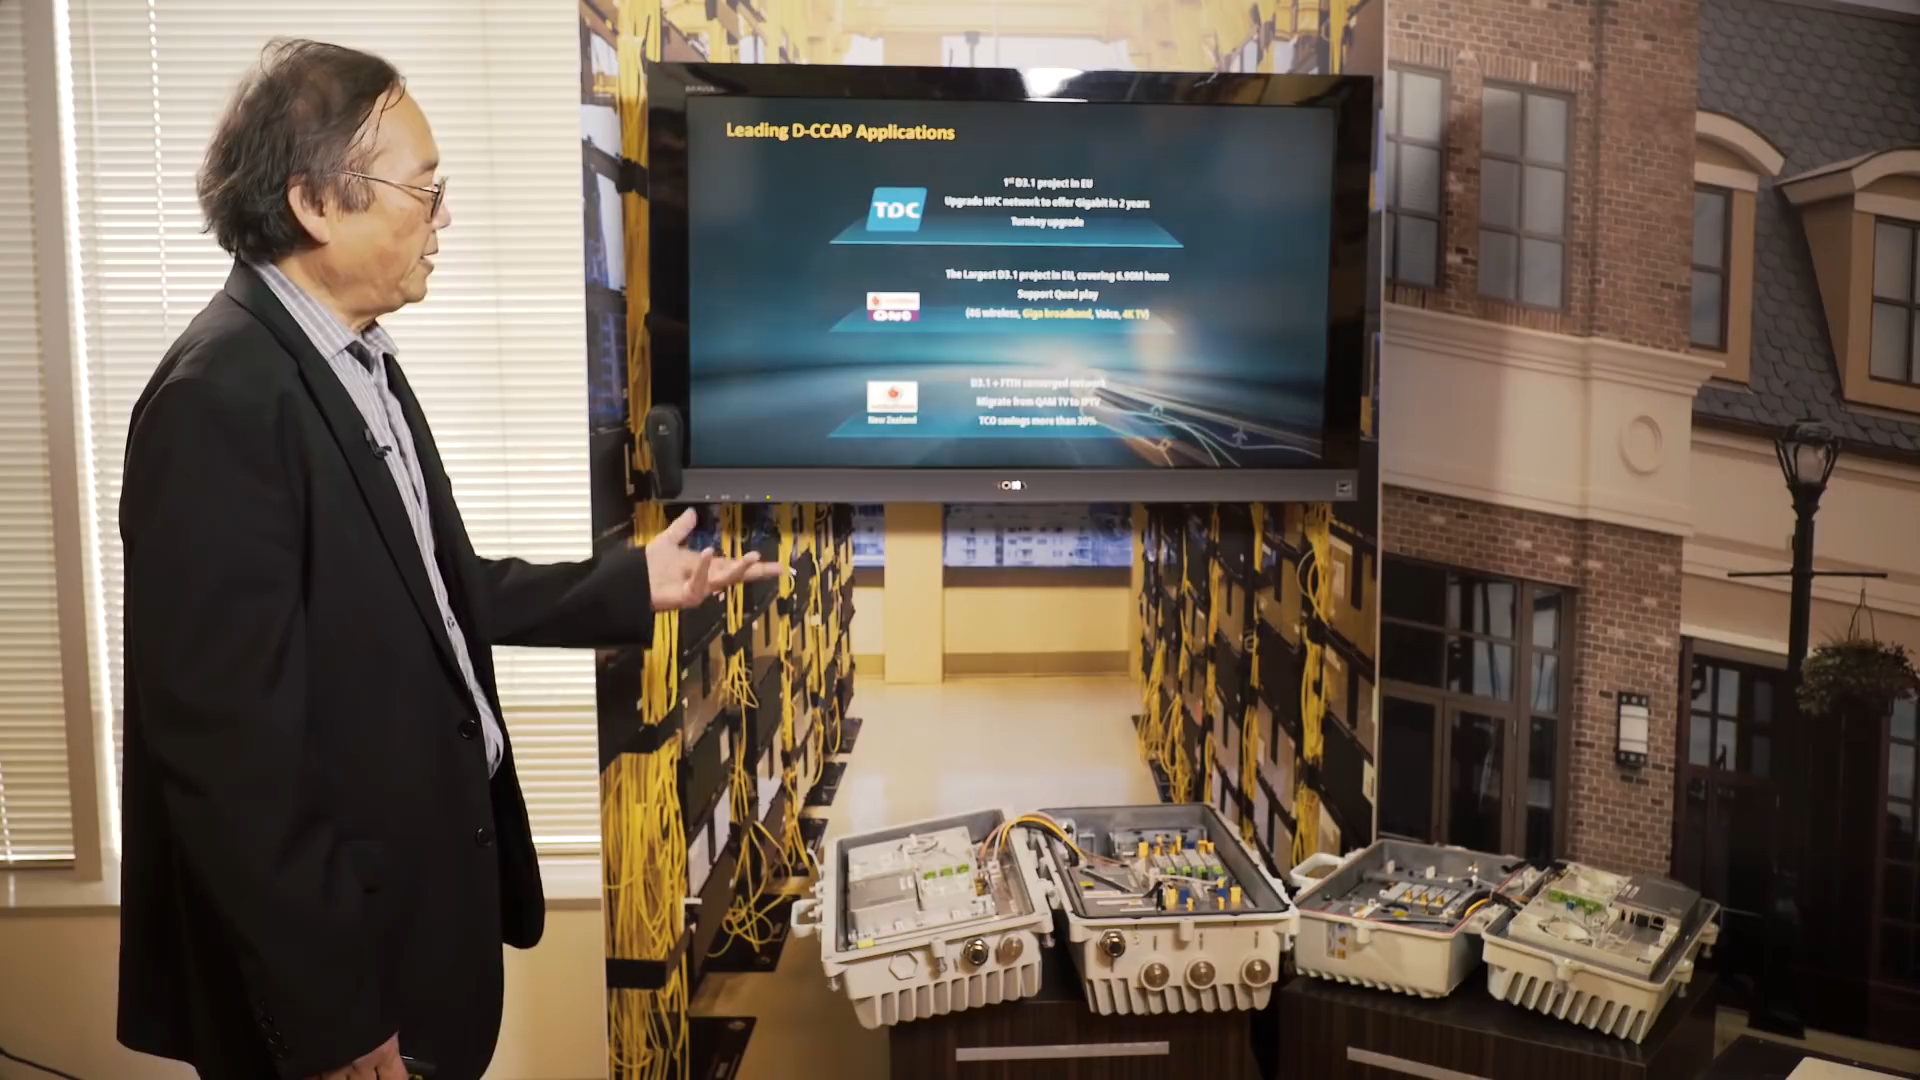 BRAVIA
Leading D-CCAP Applications
TDC
1st D3.1 project in EU
Upgrade HFC network to offer Gigabit in 2 years
Turnkey upgrade
The Largest D3.1 project in EU, covering 6.90M home
Support Quad play
(4G wireless, Giga broadband, Voice, 4K TV)
D3.1 + FTTH converged network
Migrate from QAM TV to IPTV
TCO savings more than 30%
New Zealand